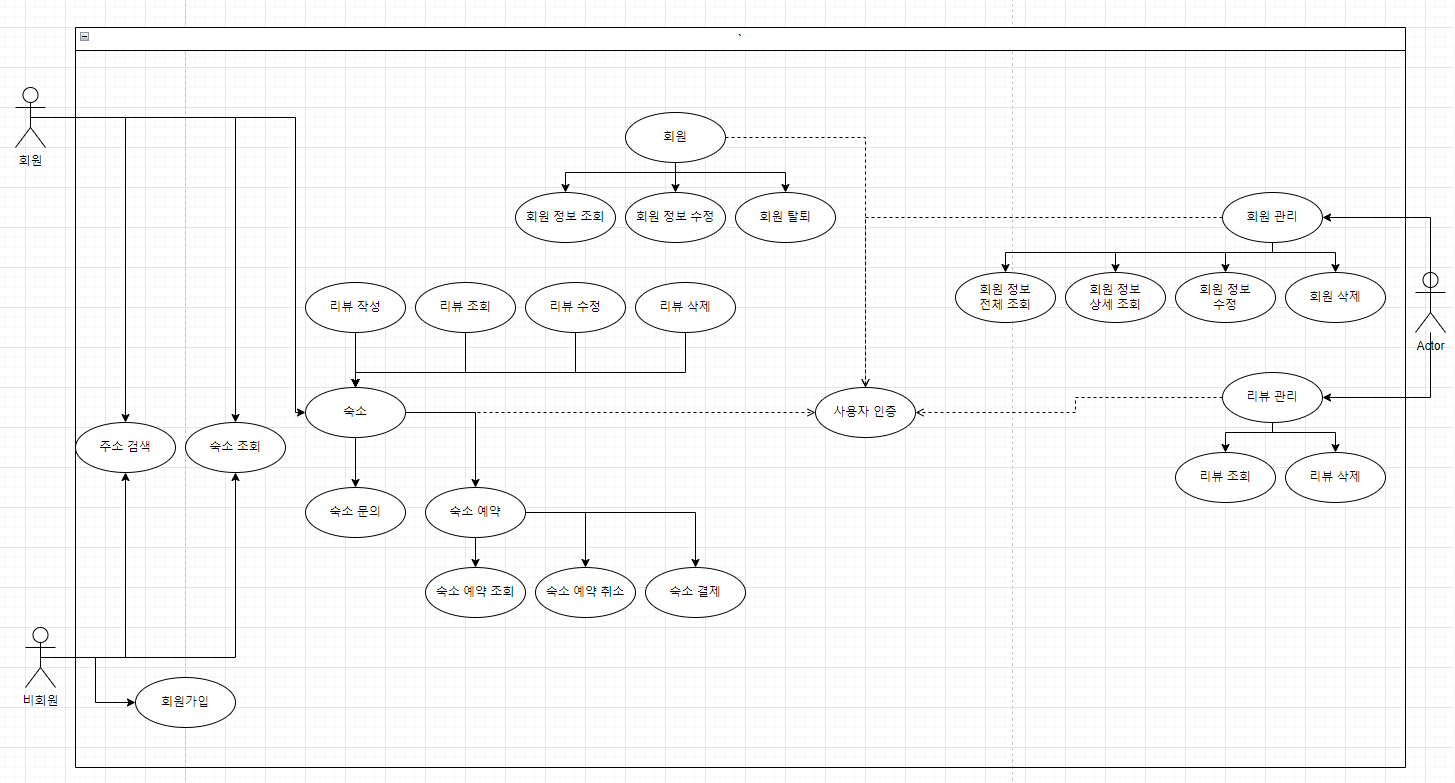 `
회원
회원
회원 정보 조회
회원 정보 수정
회원 탈퇴
회원 관리
회원 정보
전체 조회
회원 정보
상세 조회
회원 정보
수정
회원 삭제
Actor
리뷰 작성
리뷰 조회
리뷰 수정
리뷰 삭제
숙소
사용자 인증
리뷰 관리
주소 검색
숙소 조회
리뷰 조회
리뷰 삭제
숙소 문의
숙소 예약
숙소 예약 조회
숙소 예약 취소
숙소 결제
비회원
회원가입